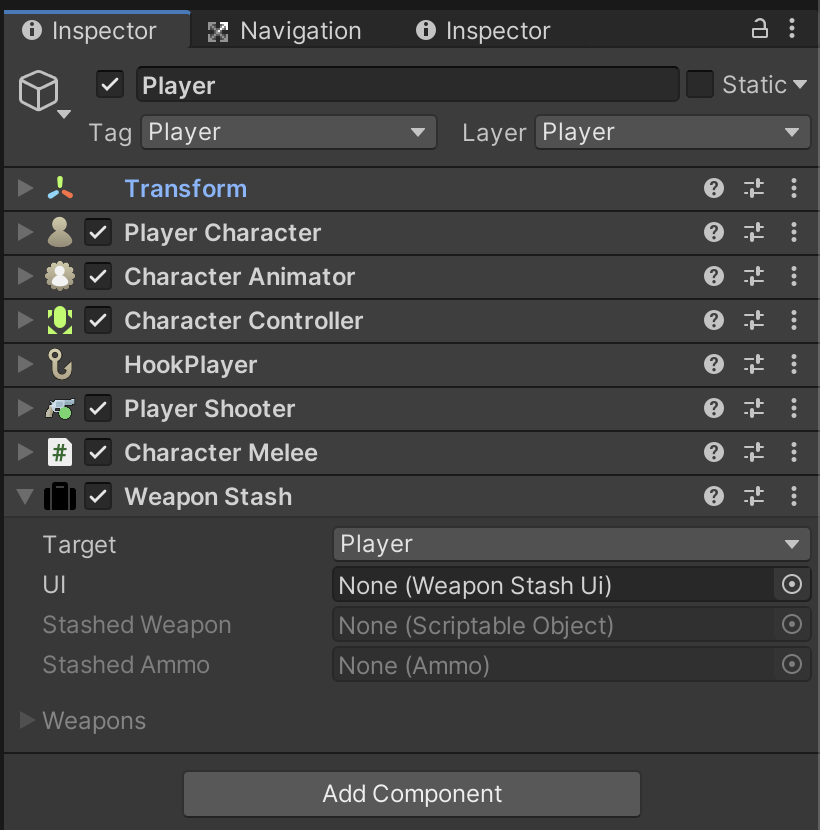 Inspector Navigation Inspector
Player Static
Tag Player Layer Player
Transform
Player Character
Character Animator
Character Controller
HookPlayer
Player Shooter
# Character Melee
Weapon Stash
Target Player
UI None (Weapon Stash Ui)
Stashed Weapon None (Scriptable Object)
Stashed Ammo None (Ammo)
Weapons
Add Component